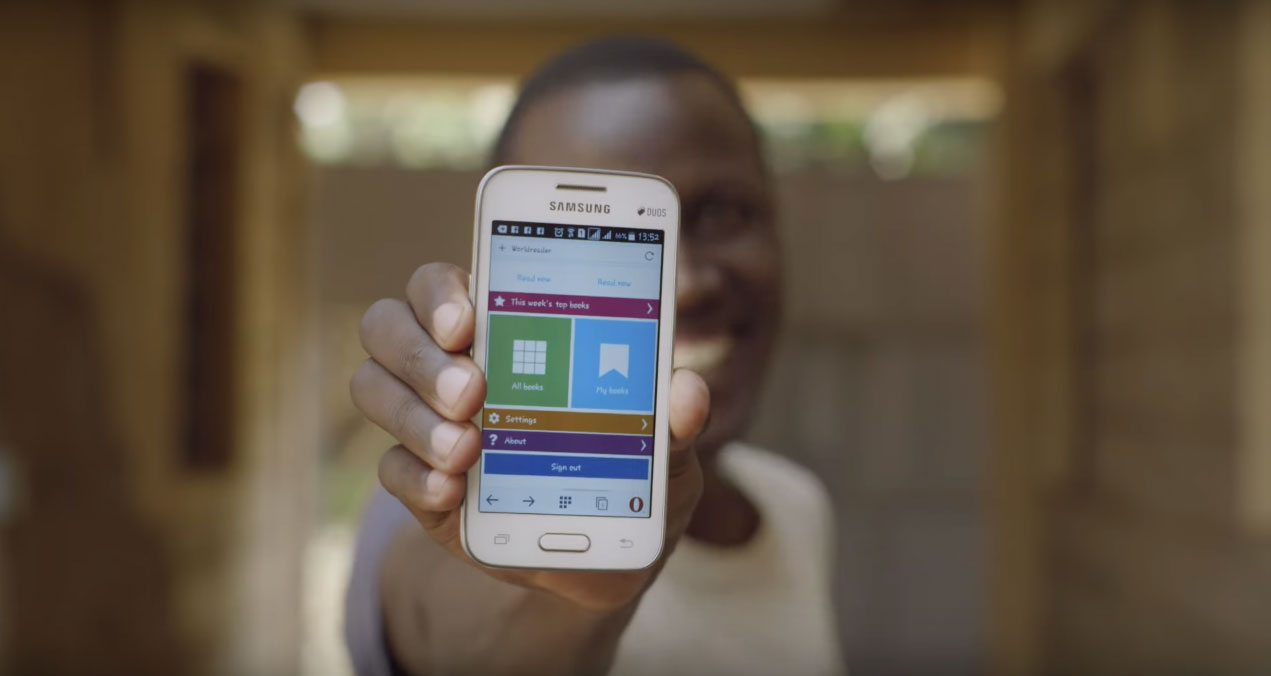 SAMSUNG
DUOS
66% 13:52
+ Worldreader
Read now Read now
This week's top books
All books My books
Settings
? About
Sign out